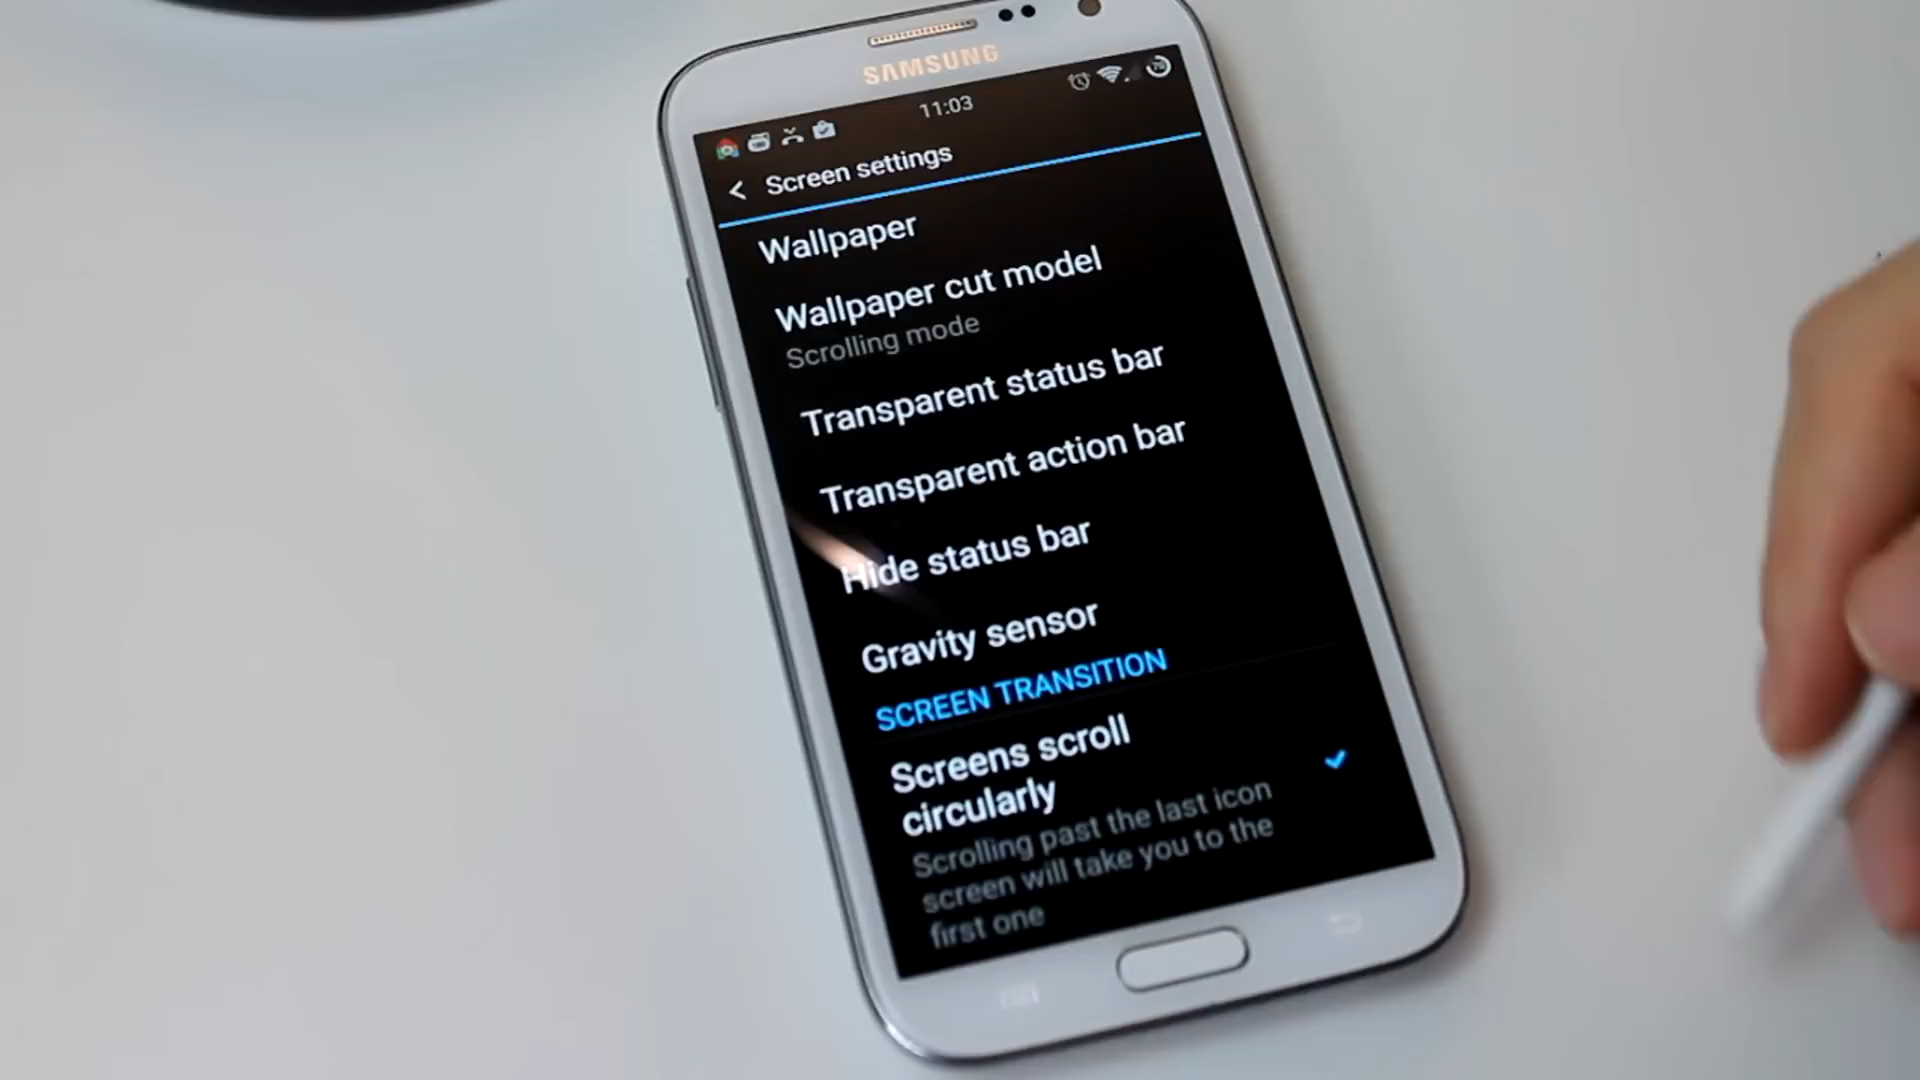 SAMSUNG
11:03
Screen settings
Wallpaper
Wallpaper cut model
Scrolling mode
Transparent status bar
Transparent action bar
Hide status bar
Gravity sensor
SCREEN TRANSITION
Screens scroll
circularly
Scrolling past the last icon
screen will take you to the
first one